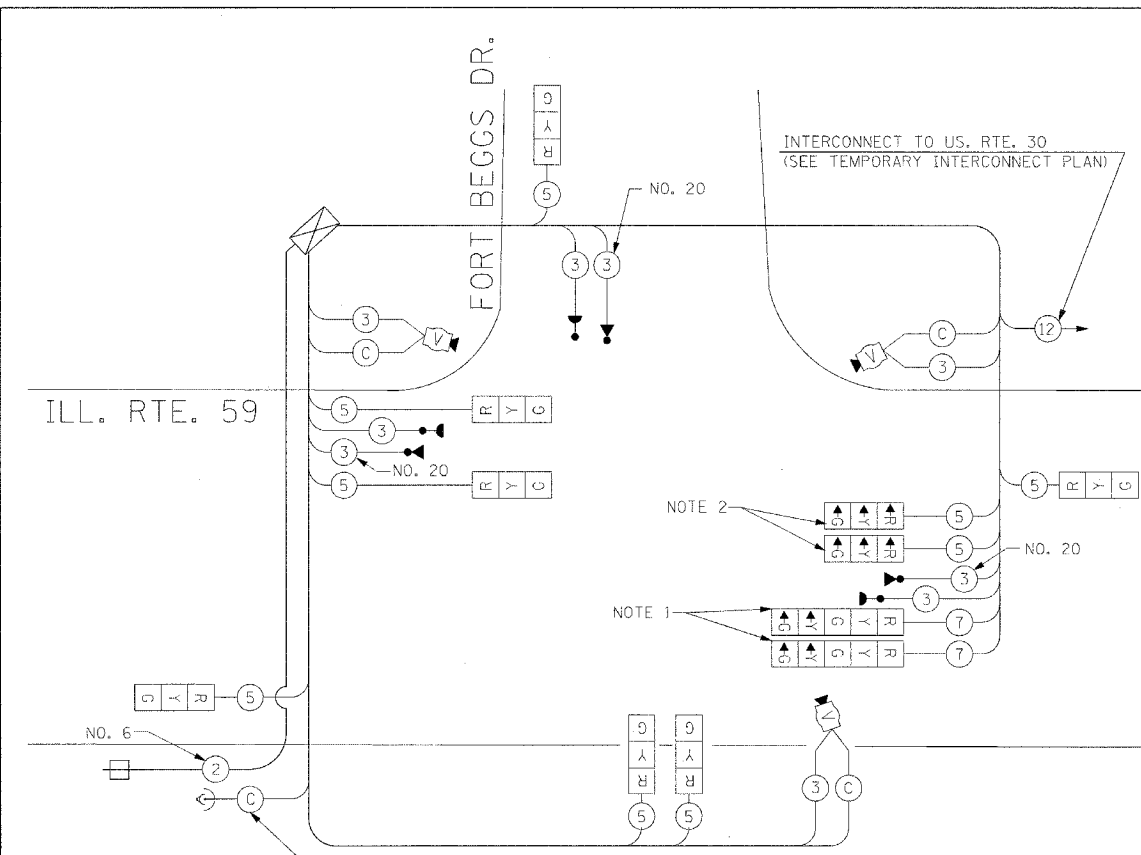 FORT BEGGS DR.
G Y R
5
NO. 20
3
3
INTERCONNECT TO US. RTE. 30
(SEE TEMPORARY INTERCONNECT PLAN)
12
3
V
C
V
C
3
ILL. RTE. 59
5
R Y G
3
3
NO. 20
5
R Y G
5
R Y G
NOTE 2
G Y R
5
G Y R
5
NO. 20
3
3
NOTE 1
G Y G Y R
7
G Y G Y R
7
G Y R
5
NO. 6
2
C
G Y R
5
G Y R
5
V
3
C